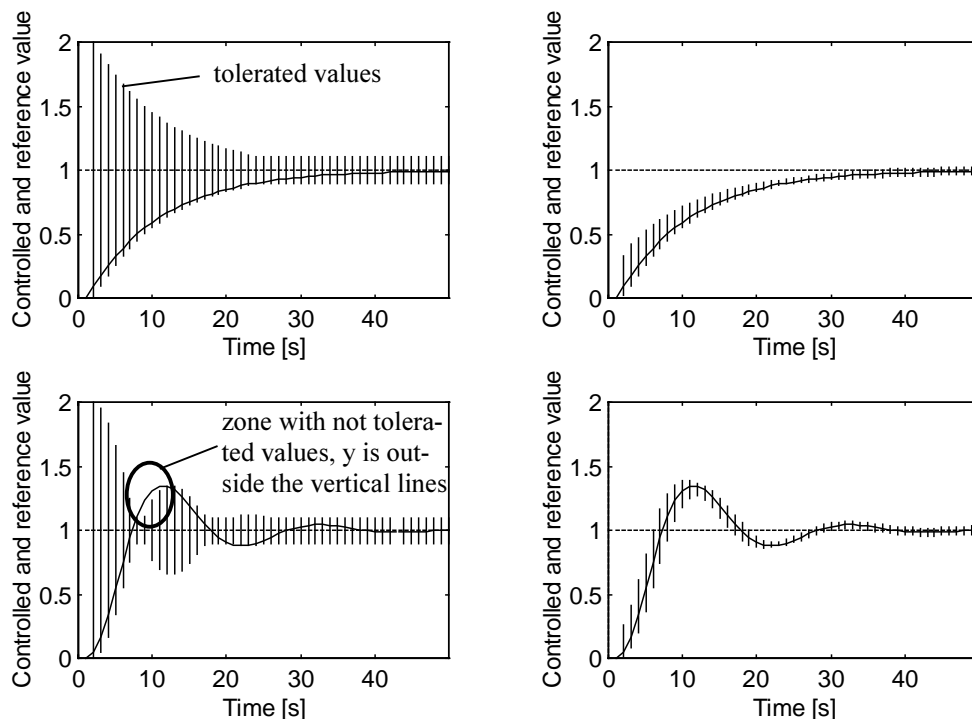 2
1.5
1
0.5
0
0 10 20 30 40
Time [s]
Controlled and reference value
tolerated values
2
1.5
1
0.5
0
0 10 20 30 40
Time [s]
Controlled and reference value
2
1.5
1
0.5
0
0 10 20 30 40
Time [s]
Controlled and reference value
zone with not tolera-
ted values, y is out-
side the vertical lines
2
1.5
1
0.5
0
0 10 20 30 40
Time [s]
Controlled and reference value